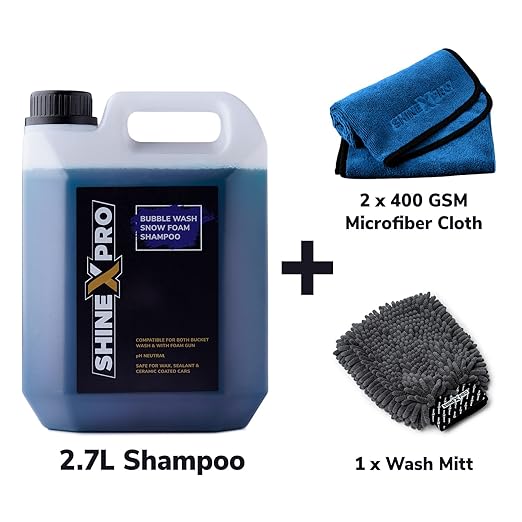 SHINEXPRO
BUBBLE WASH
SNOW FOAM
SHAMPOO
COMPATIBLE FOR BOTH BUCKET
WASH & WITH FOAM GUN
pH NEUTRAL
SAFE FOR WAX, SEALANT &
CERAMIC COATED CARS
2.7L Shampoo
SHINEXPRO
2 x 400 GSM
Microfiber Cloth
1 x Wash Mitt